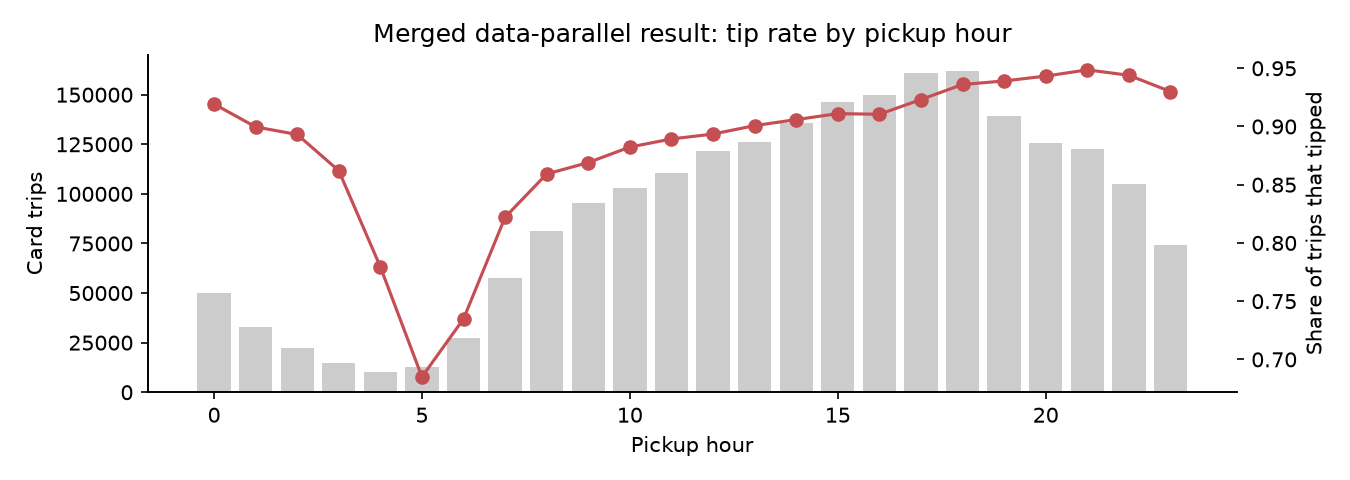 Merged data-parallel result: tip rate by pickup hour
Card trips
150000
125000
100000
75000
50000
25000
0
0.95
0.90
0.85
0.80
0.75
0.70
Share of trips that tipped
0 5 10 15 20
Pickup hour